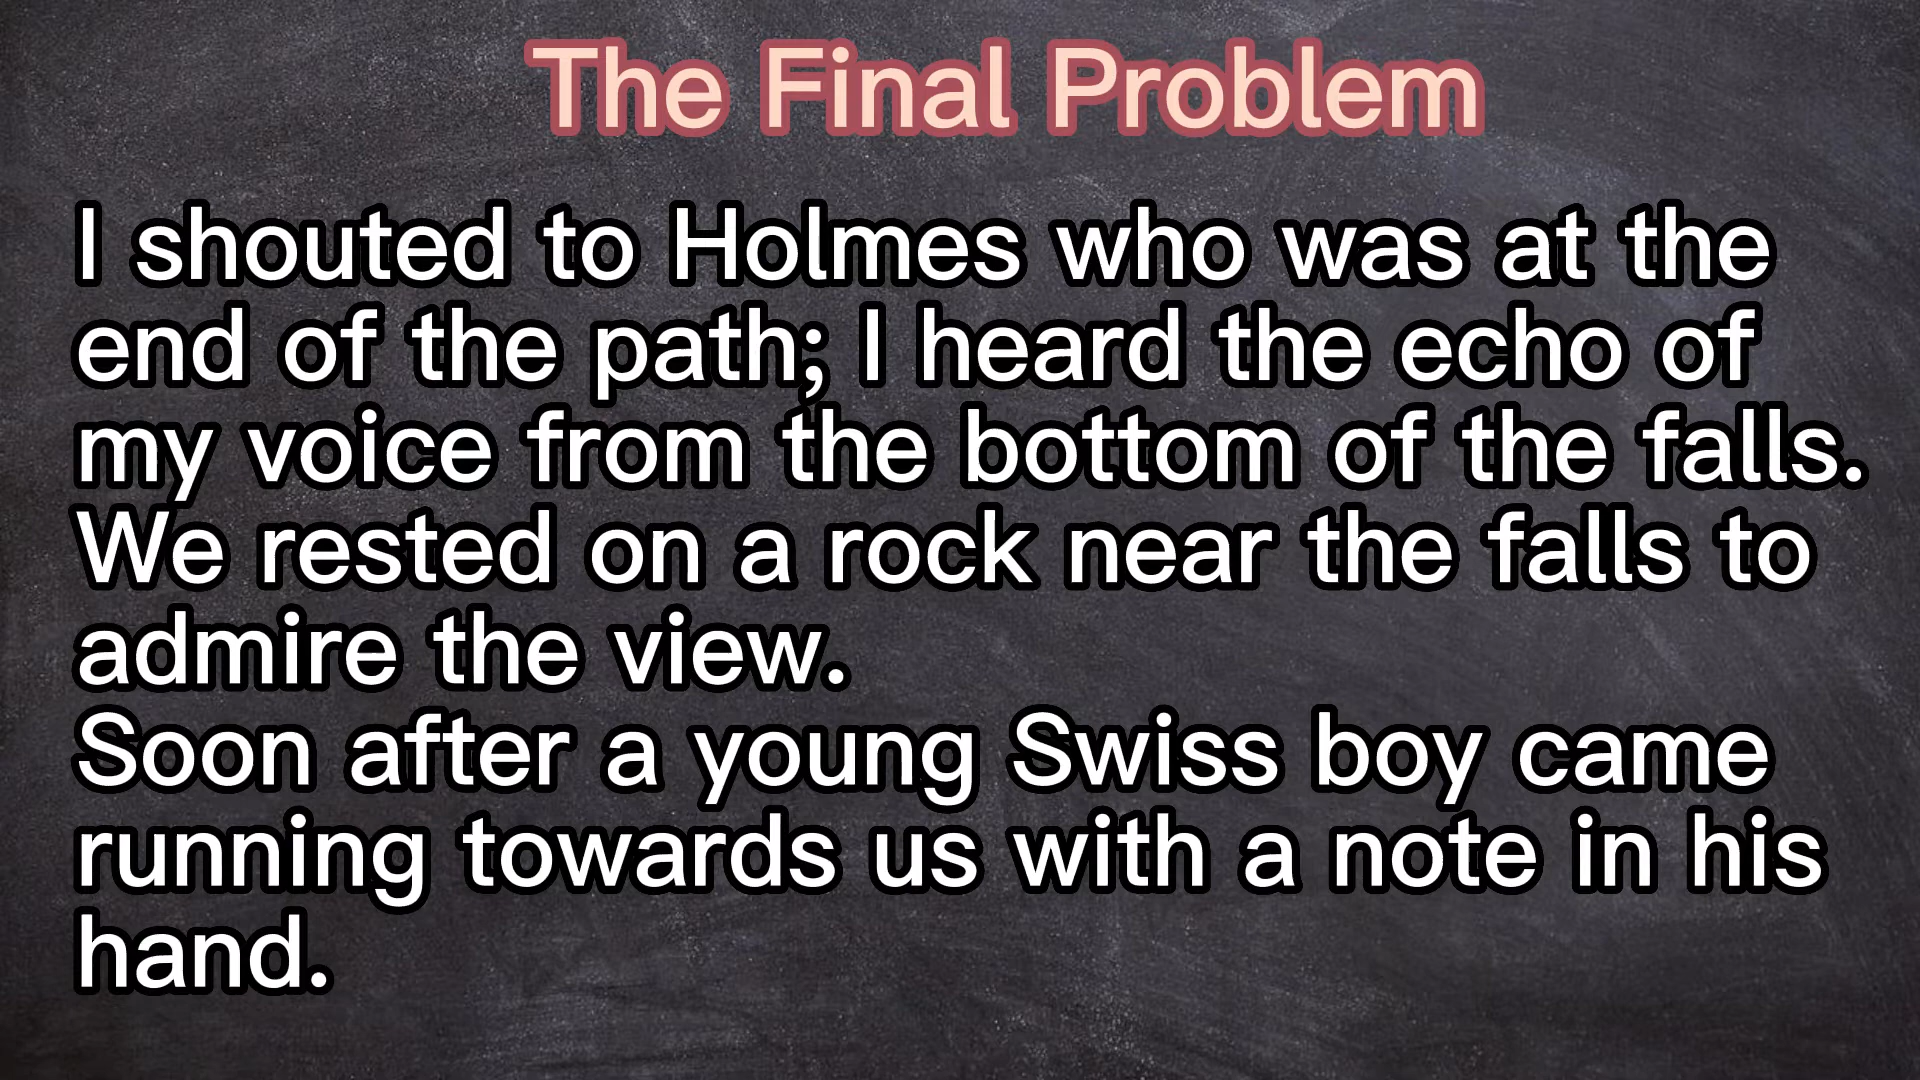 The Final Problem
I shouted to Holmes who was at the
end of the path; I heard the echo of
my voice from the bottom of the falls.
We rested on a rock near the falls to
admire the view.
Soon after a young Swiss boy came
running towards us with a note in his
hand.